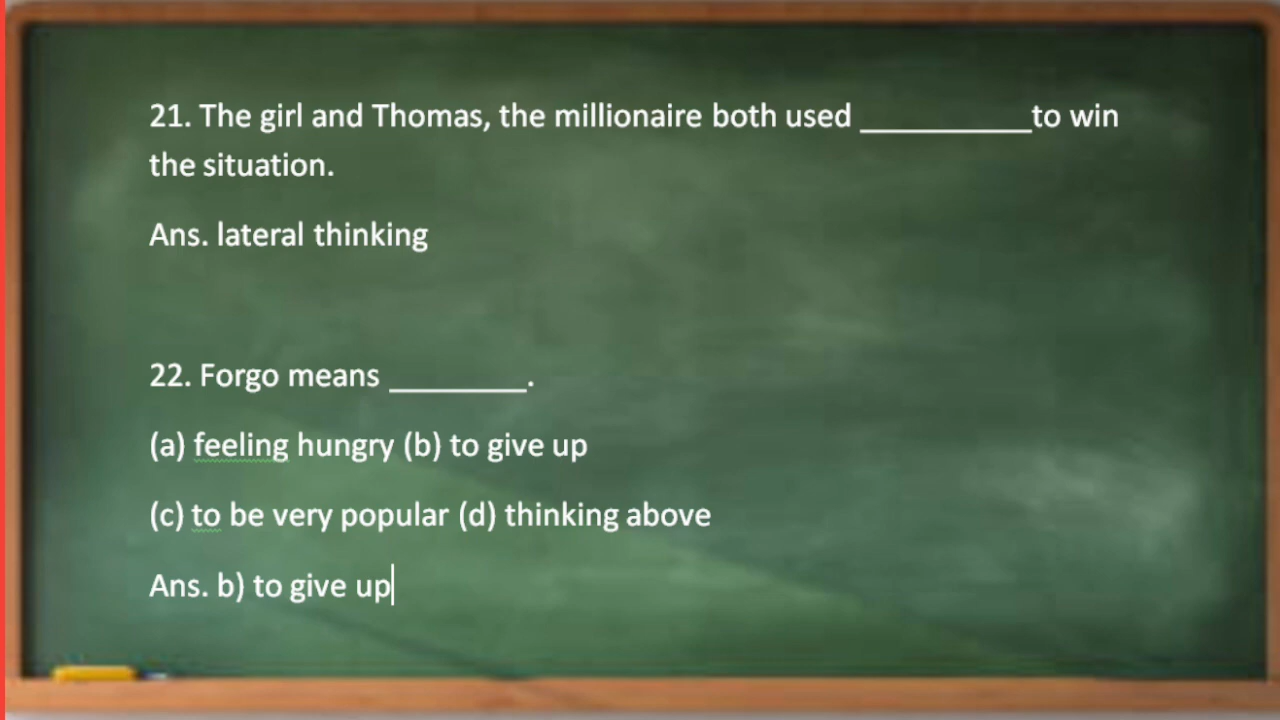 21. The girl and Thomas, the millionaire both used __________to win
the situation.
Ans. lateral thinking
22. Forgo means ________.
(a) feeling hungry (b) to give up
(c) to be very popular (d) thinking above
Ans. b) to give up